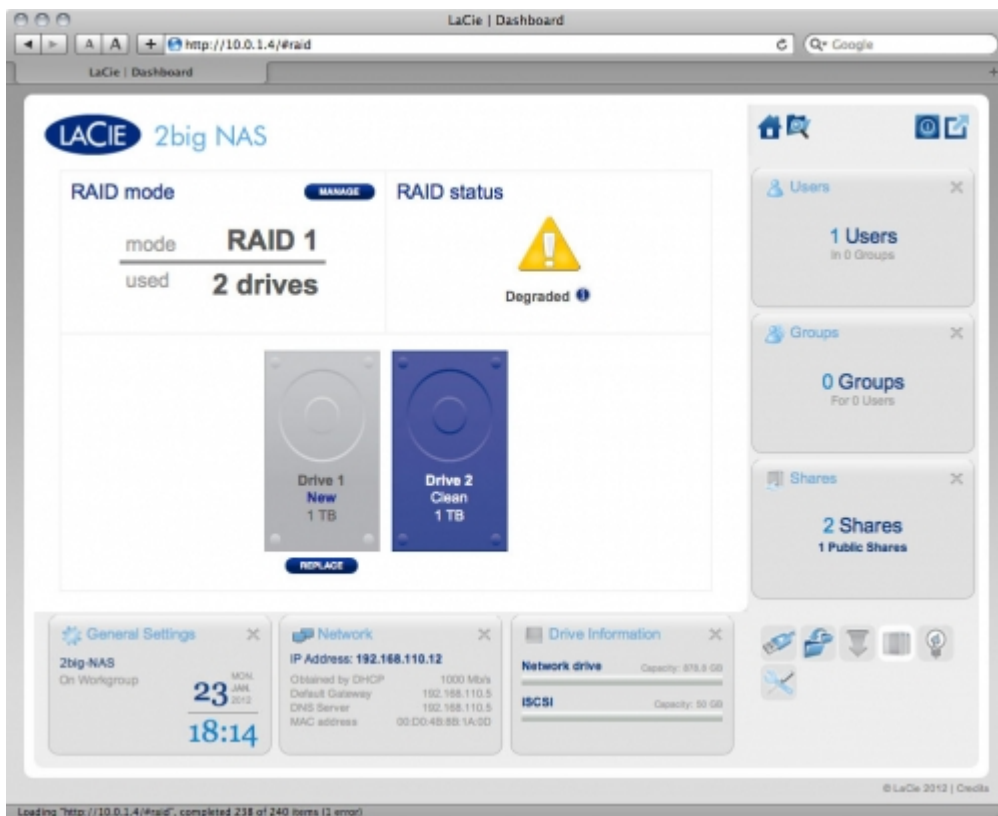 LaCie | Dashboard
A A + http://10.0.1.4/#raid Google
LaCie | Dashboard +
LACIE 2big NAS
RAID mode MANAGE
mode RAID 1
used 2 drives
RAID status
Degraded
Drive 1
New
1 TB
REPLACE
Drive 2
Clean
1 TB
Users
1 Users
In 0 Groups
Groups
0 Groups
For 0 Users
Shares
2 Shares
1 Public Shares
General Settings
2big-NAS
On Workgroup
MON.
23 JAN.
2012
18:14
Network
IP Address: 192.168.110.12
Obtained by DHCP 1000 Mb/s
Default Gateway 192.168.110.5
DNS Server 192.168.110.5
MAC address 00:D0:4B:8B:1A:0D
Drive Information
Network drive Capacity: GB
iSCSI Capacity: 50 GB
© LaCie 2012 | Credits
Loading "http://10.0.1.4/#raid", completed 238 of 240 items (1 error)